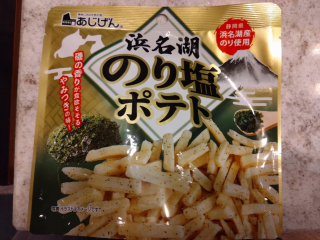 あじげん
静岡県
浜名湖産
のり使用
浜名湖
のり塩
ポテト
磯の香りが食欲そそる
やみつきの味!